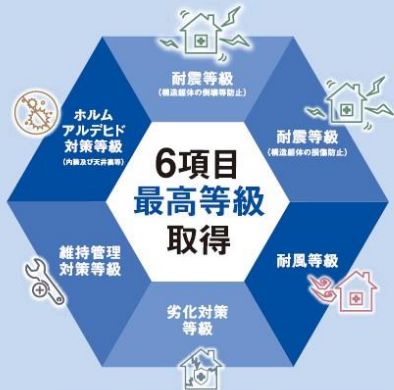 耐震等級
(構造躯体の倒壊等防止)
耐震等級
(構造躯体の損傷防止)
耐風等級
劣化対策
等級
維持管理
対策等級
ホルム
アルデヒド
対策等級
(内装及び天井裏等)
6項目
最高等級
取得